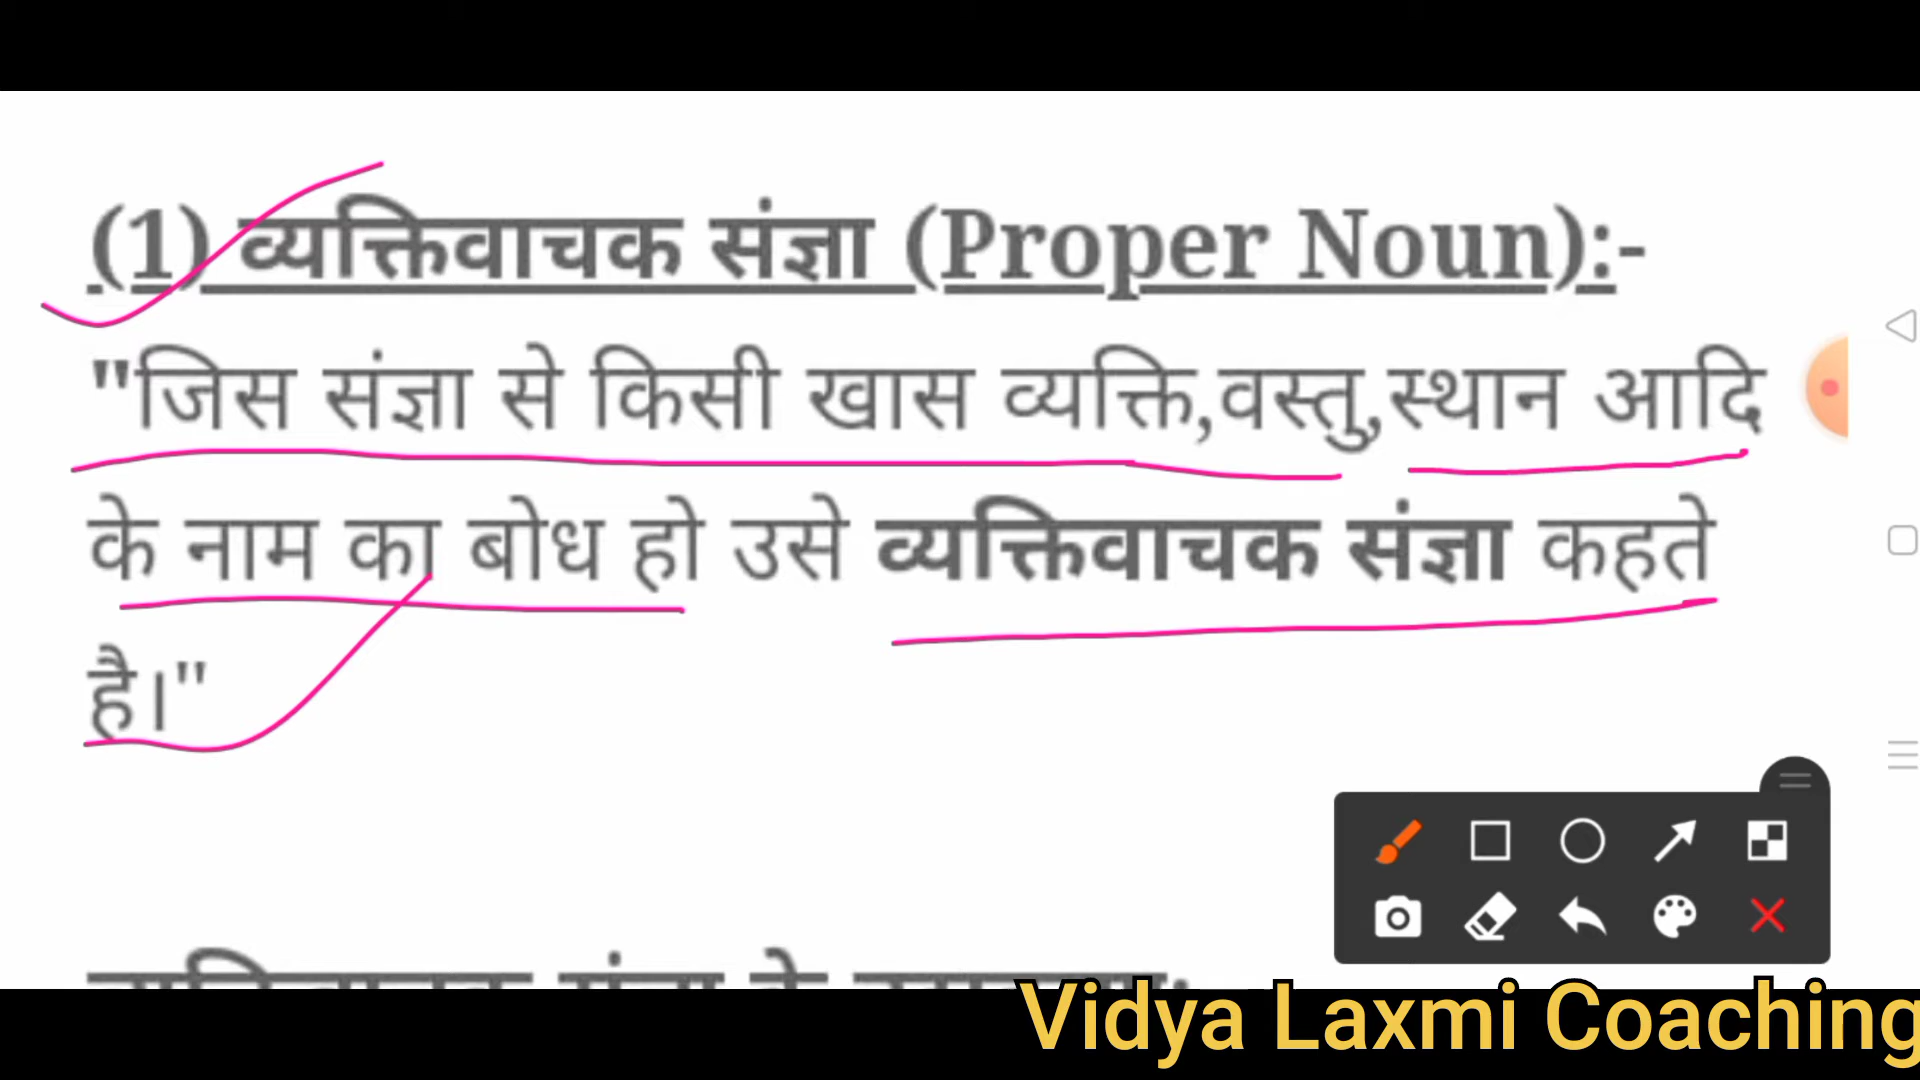 (1) व्यक्तिवाचक संज्ञा (Proper Noun):-
"जिस संज्ञा से किसी खास व्यक्ति,वस्तु,स्थान आदि
के नाम का बोध हो उसे व्यक्तिवाचक संज्ञा कहते
है।"
Vidya Laxmi Coaching